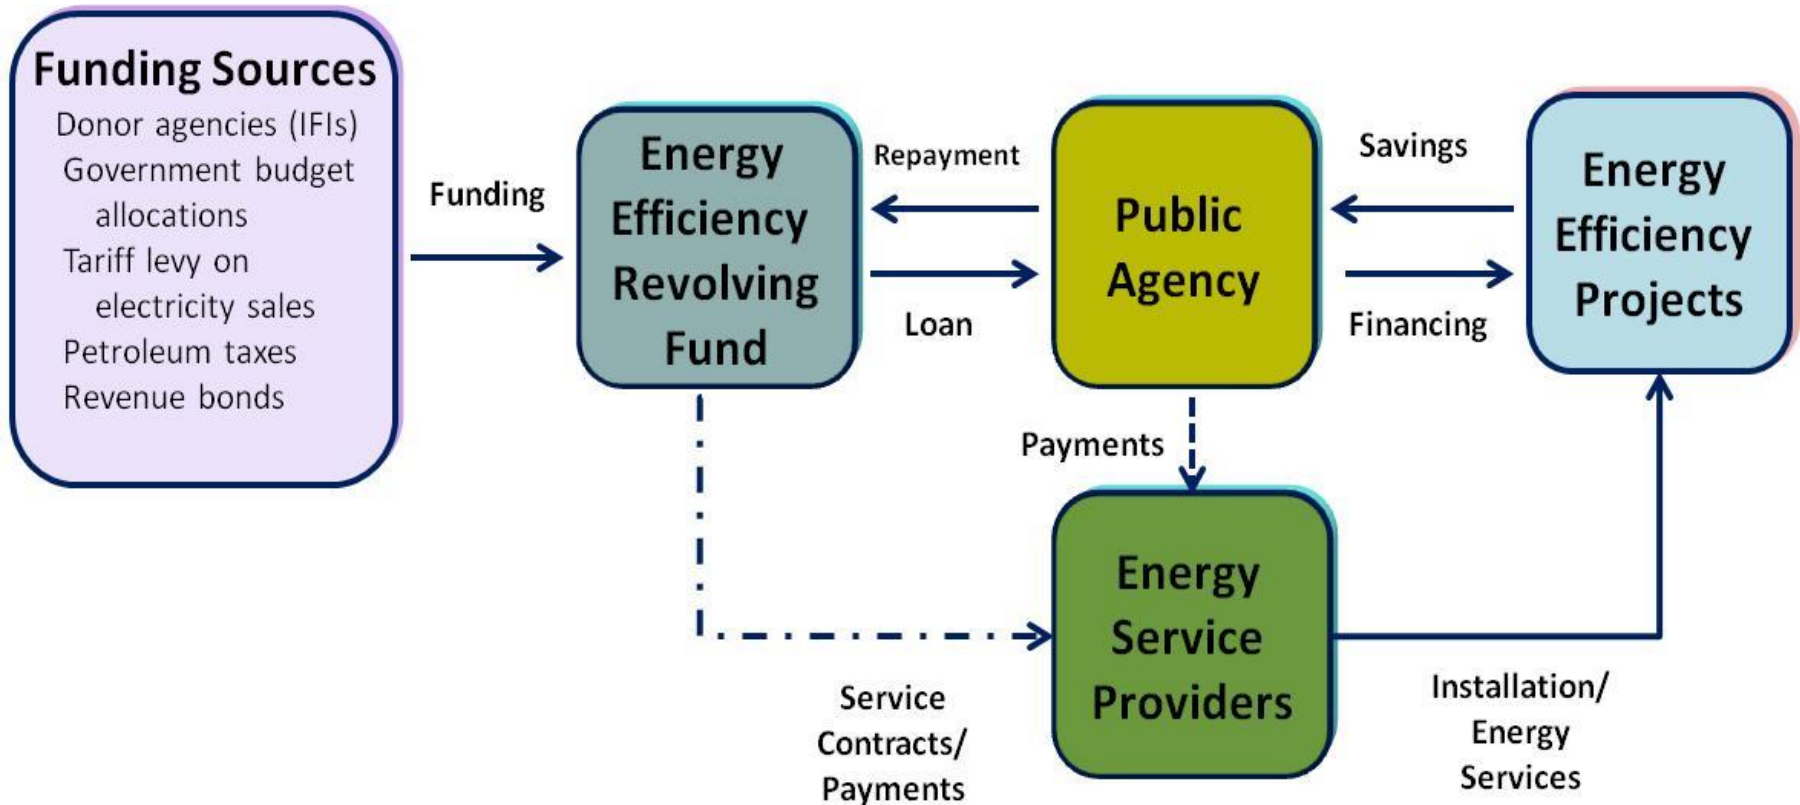 Funding Sources
Donor agencies (IFIs)
Government budget
allocations
Tariff levy on
electricity sales
Petroleum taxes
Revenue bonds
Funding
Energy
Efficiency
Revolving
Fund
Repayment
Loan
Public
Agency
Savings
Financing
Energy
Efficiency
Projects
Payments
Energy
Service
Providers
Service
Contracts/
Payments
Installation/
Energy
Services